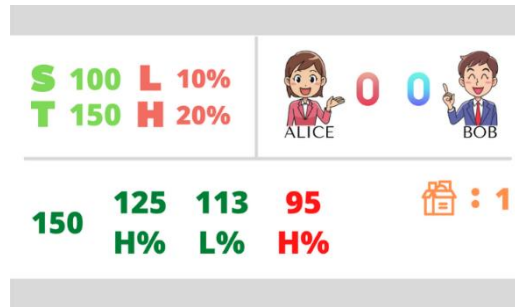 S 100 L 10%
T 150 H 20%
0 0
ALICE BOB
150 125 113 95
H% L% H%
: 1